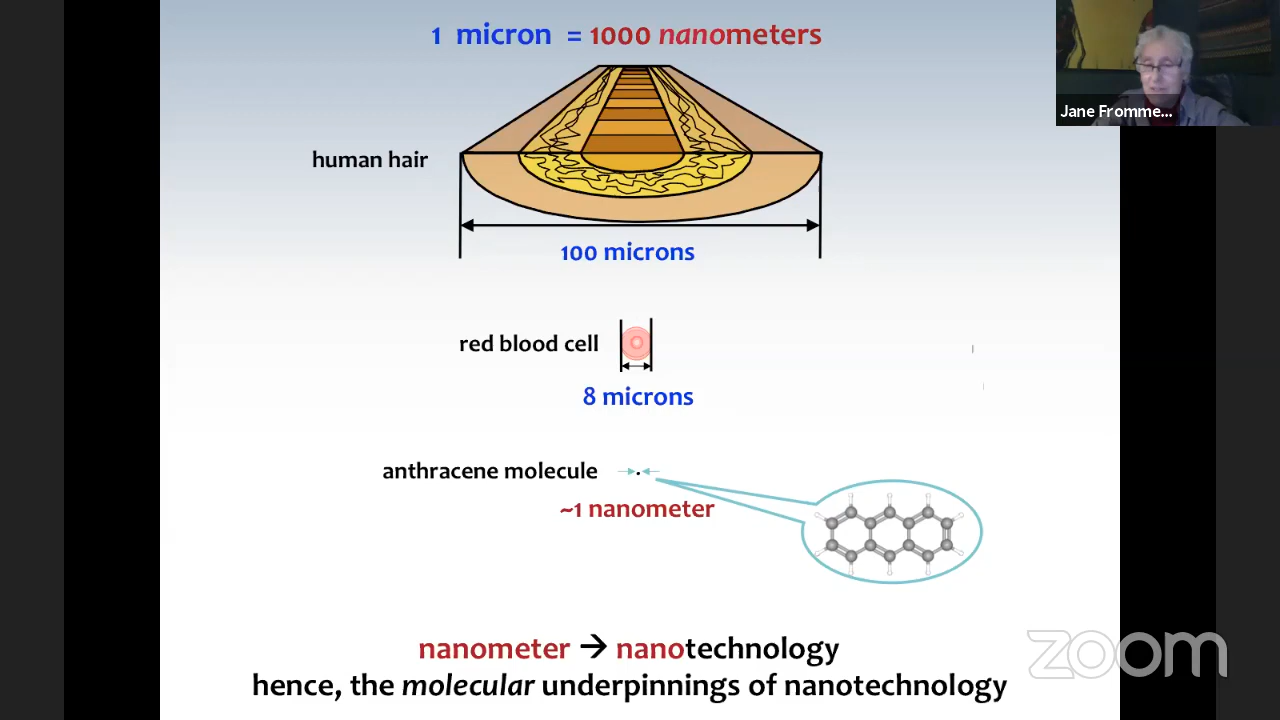 1 micron = 1000 nanometers
Jane Fromme...
human hair
100 microns
red blood cell
8 microns
anthracene molecule
~1 nanometer
nanometer → nanotechnology
hence, the molecular underpinnings of nanotechnology
zoom